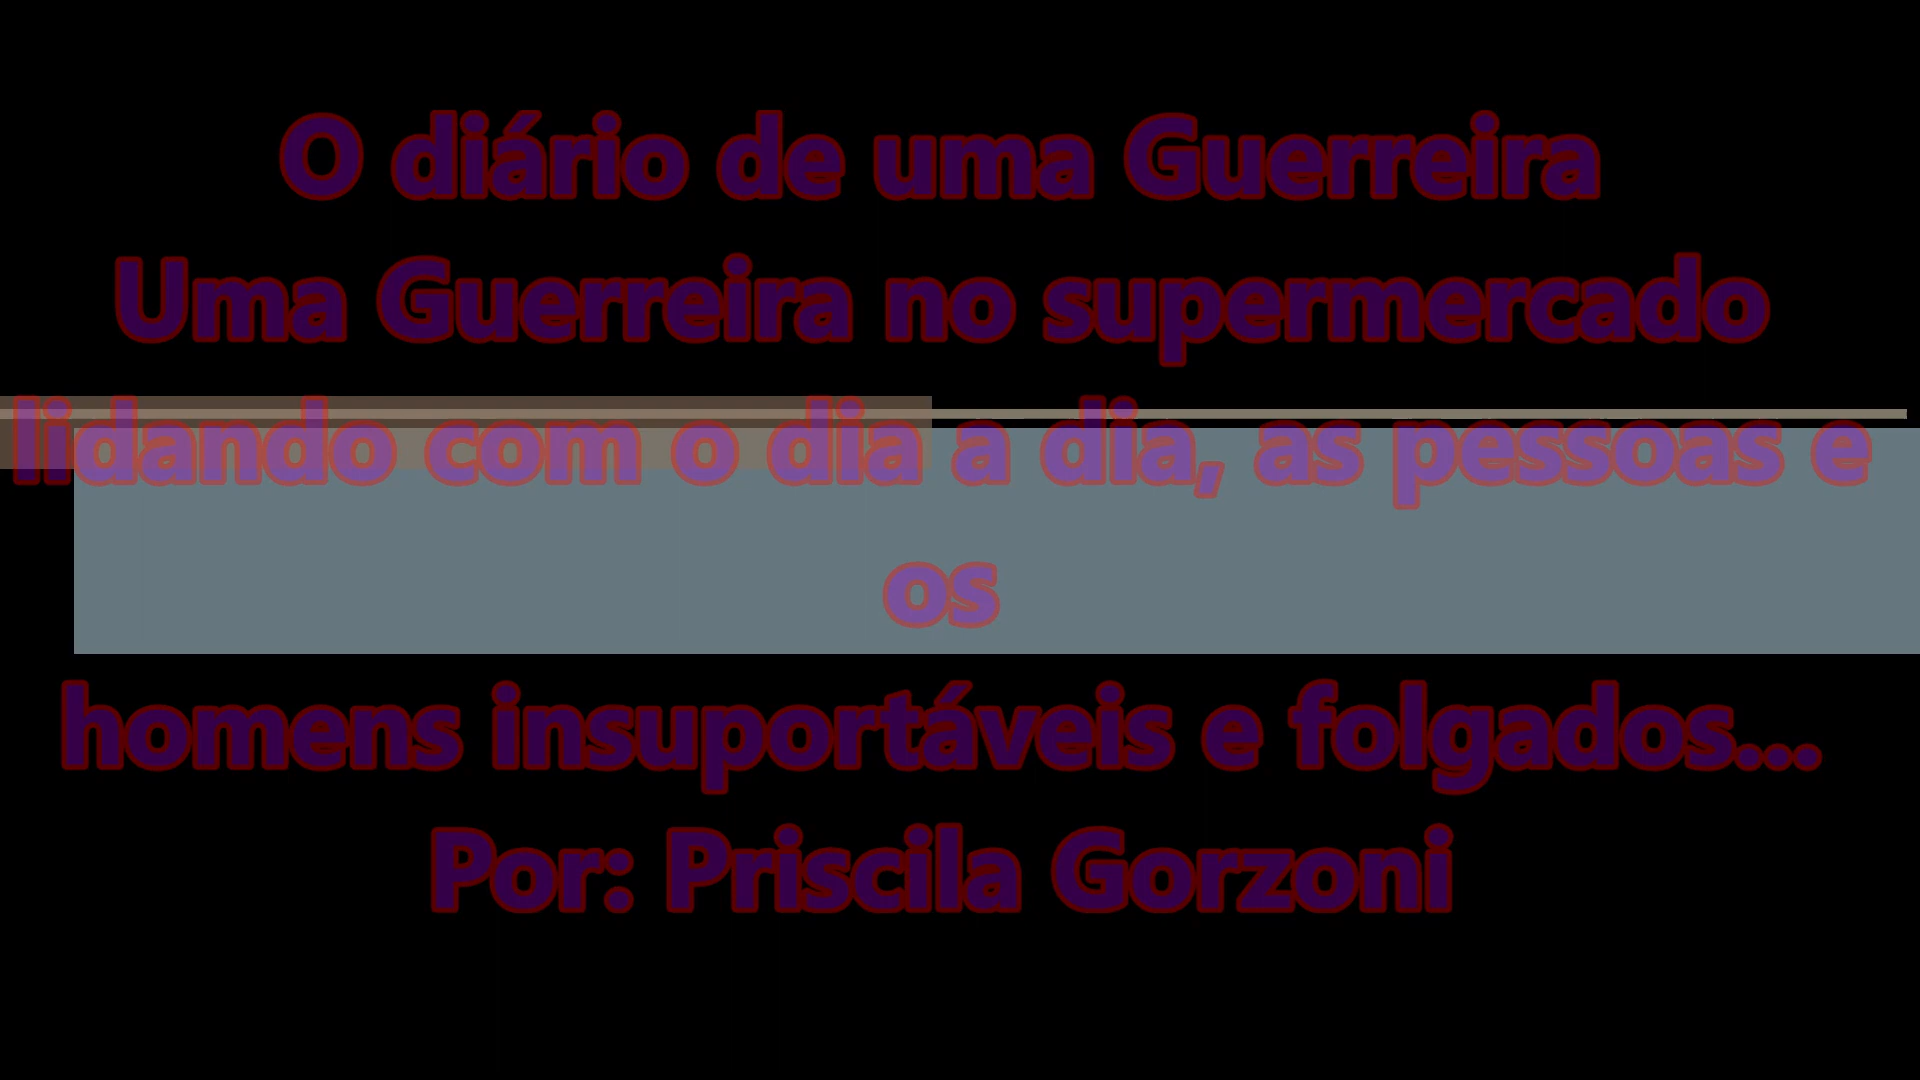 O diário de uma Guerreira
Uma Guerreira no supermercado
lidando com o dia a dia, as pessoas e
os
homens insuportáveis e folgados...
Por: Priscila Gorzoni